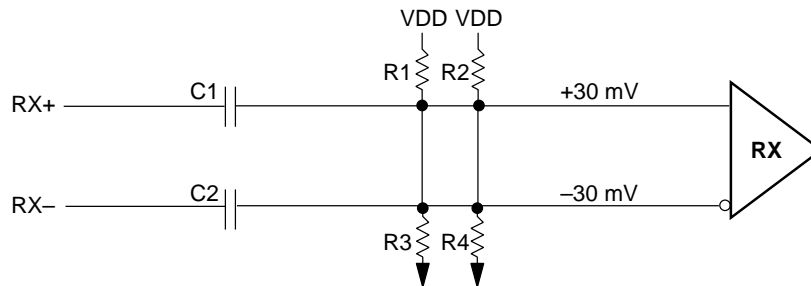 VDD VDD
R1 R2
C1 +30 mV
RX+
RX
C2 –30 mV
RX–
R3 R4